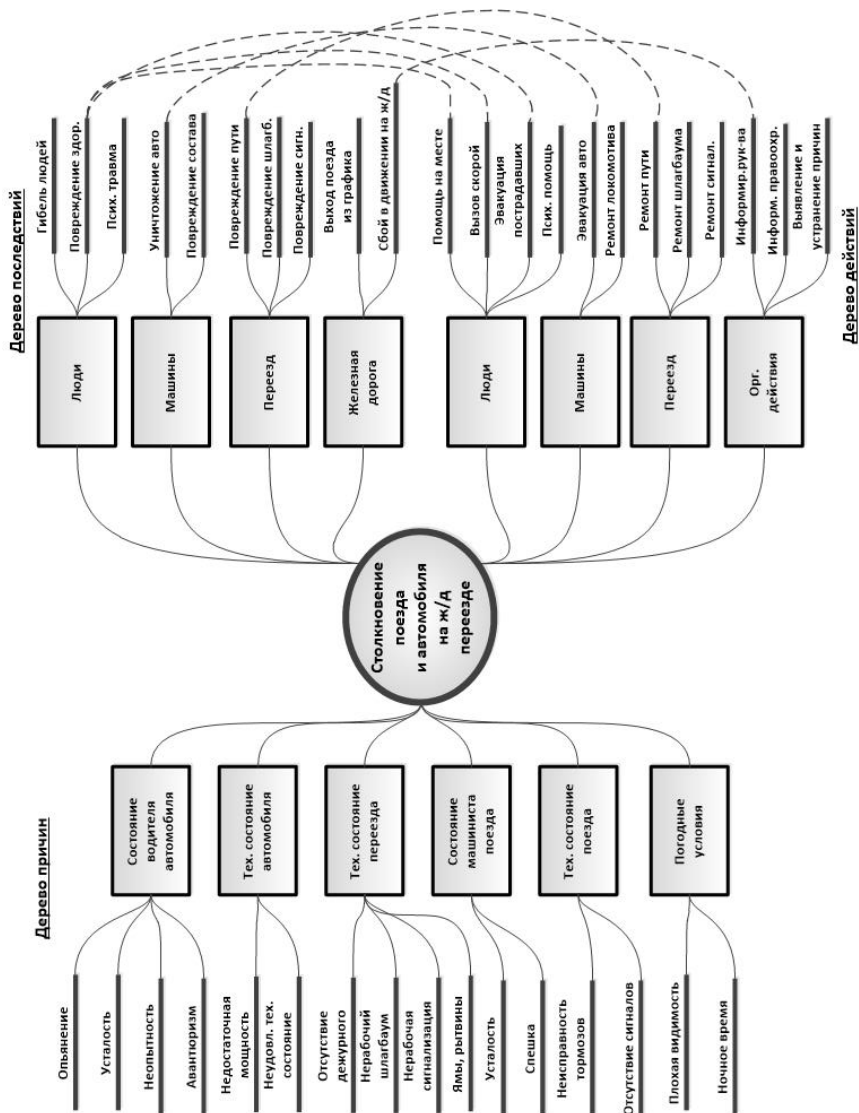 Дерево причин
Опьянение
Усталость
Неопытность
Авантюризм
Состояние
водителя
автомобиля
Недостаточная
мощность
Неудовл. тех.
состояние
Тех. состояние
автомобиля
Отсутствие
дежурного
Нерабочий
шлагбаум
Нерабочая
сигнализация
Ямы, рытвины
Тех. состояние
переезда
Усталость
Спешка
Состояние
машиниста
поезда
Неисправность
тормозов
Отсутствие сигналов
Тех. состояние
поезда
Плохая видимость
Ночное время
Погодные
условия
Столкновение
поезда
и автомобиля
на ж/д
переезде
Дерево последствий
Люди
Гибель людей
Повреждение здор.
Псих. травма
Машины
Уничтожение авто
Повреждение состава
Переезд
Повреждение пути
Повреждение шлагб.
Повреждение сигн.
Железная
дорога
Выход поезда
из графика
Сбой в движении на ж/д
Люди
Помощь на месте
Вызов скорой
Эвакуация
пострадавших
Псих. помощь
Машины
Эвакуация авто
Ремонт локомотива
Переезд
Ремонт пути
Ремонт шлагбаума
Ремонт сигнал.
Орг.
действия
Информир.рук-ва
Информ. правоохр.
Выявление и
устранение причин
Дерево действий